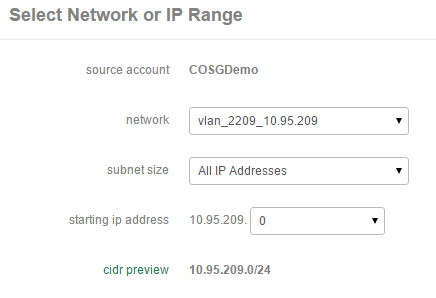 Select Network or IP Range
source account COSGDemo
network vlan_2209_10.95.209
subnet size All IP Addresses
starting ip address 10.95.209. 0
cidr preview 10.95.209.0/24